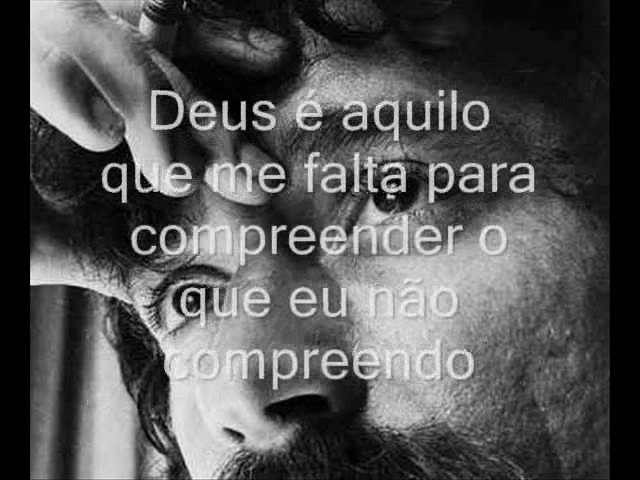 Deus é aquilo
que me falta para
compreender o
que eu não
compreendo